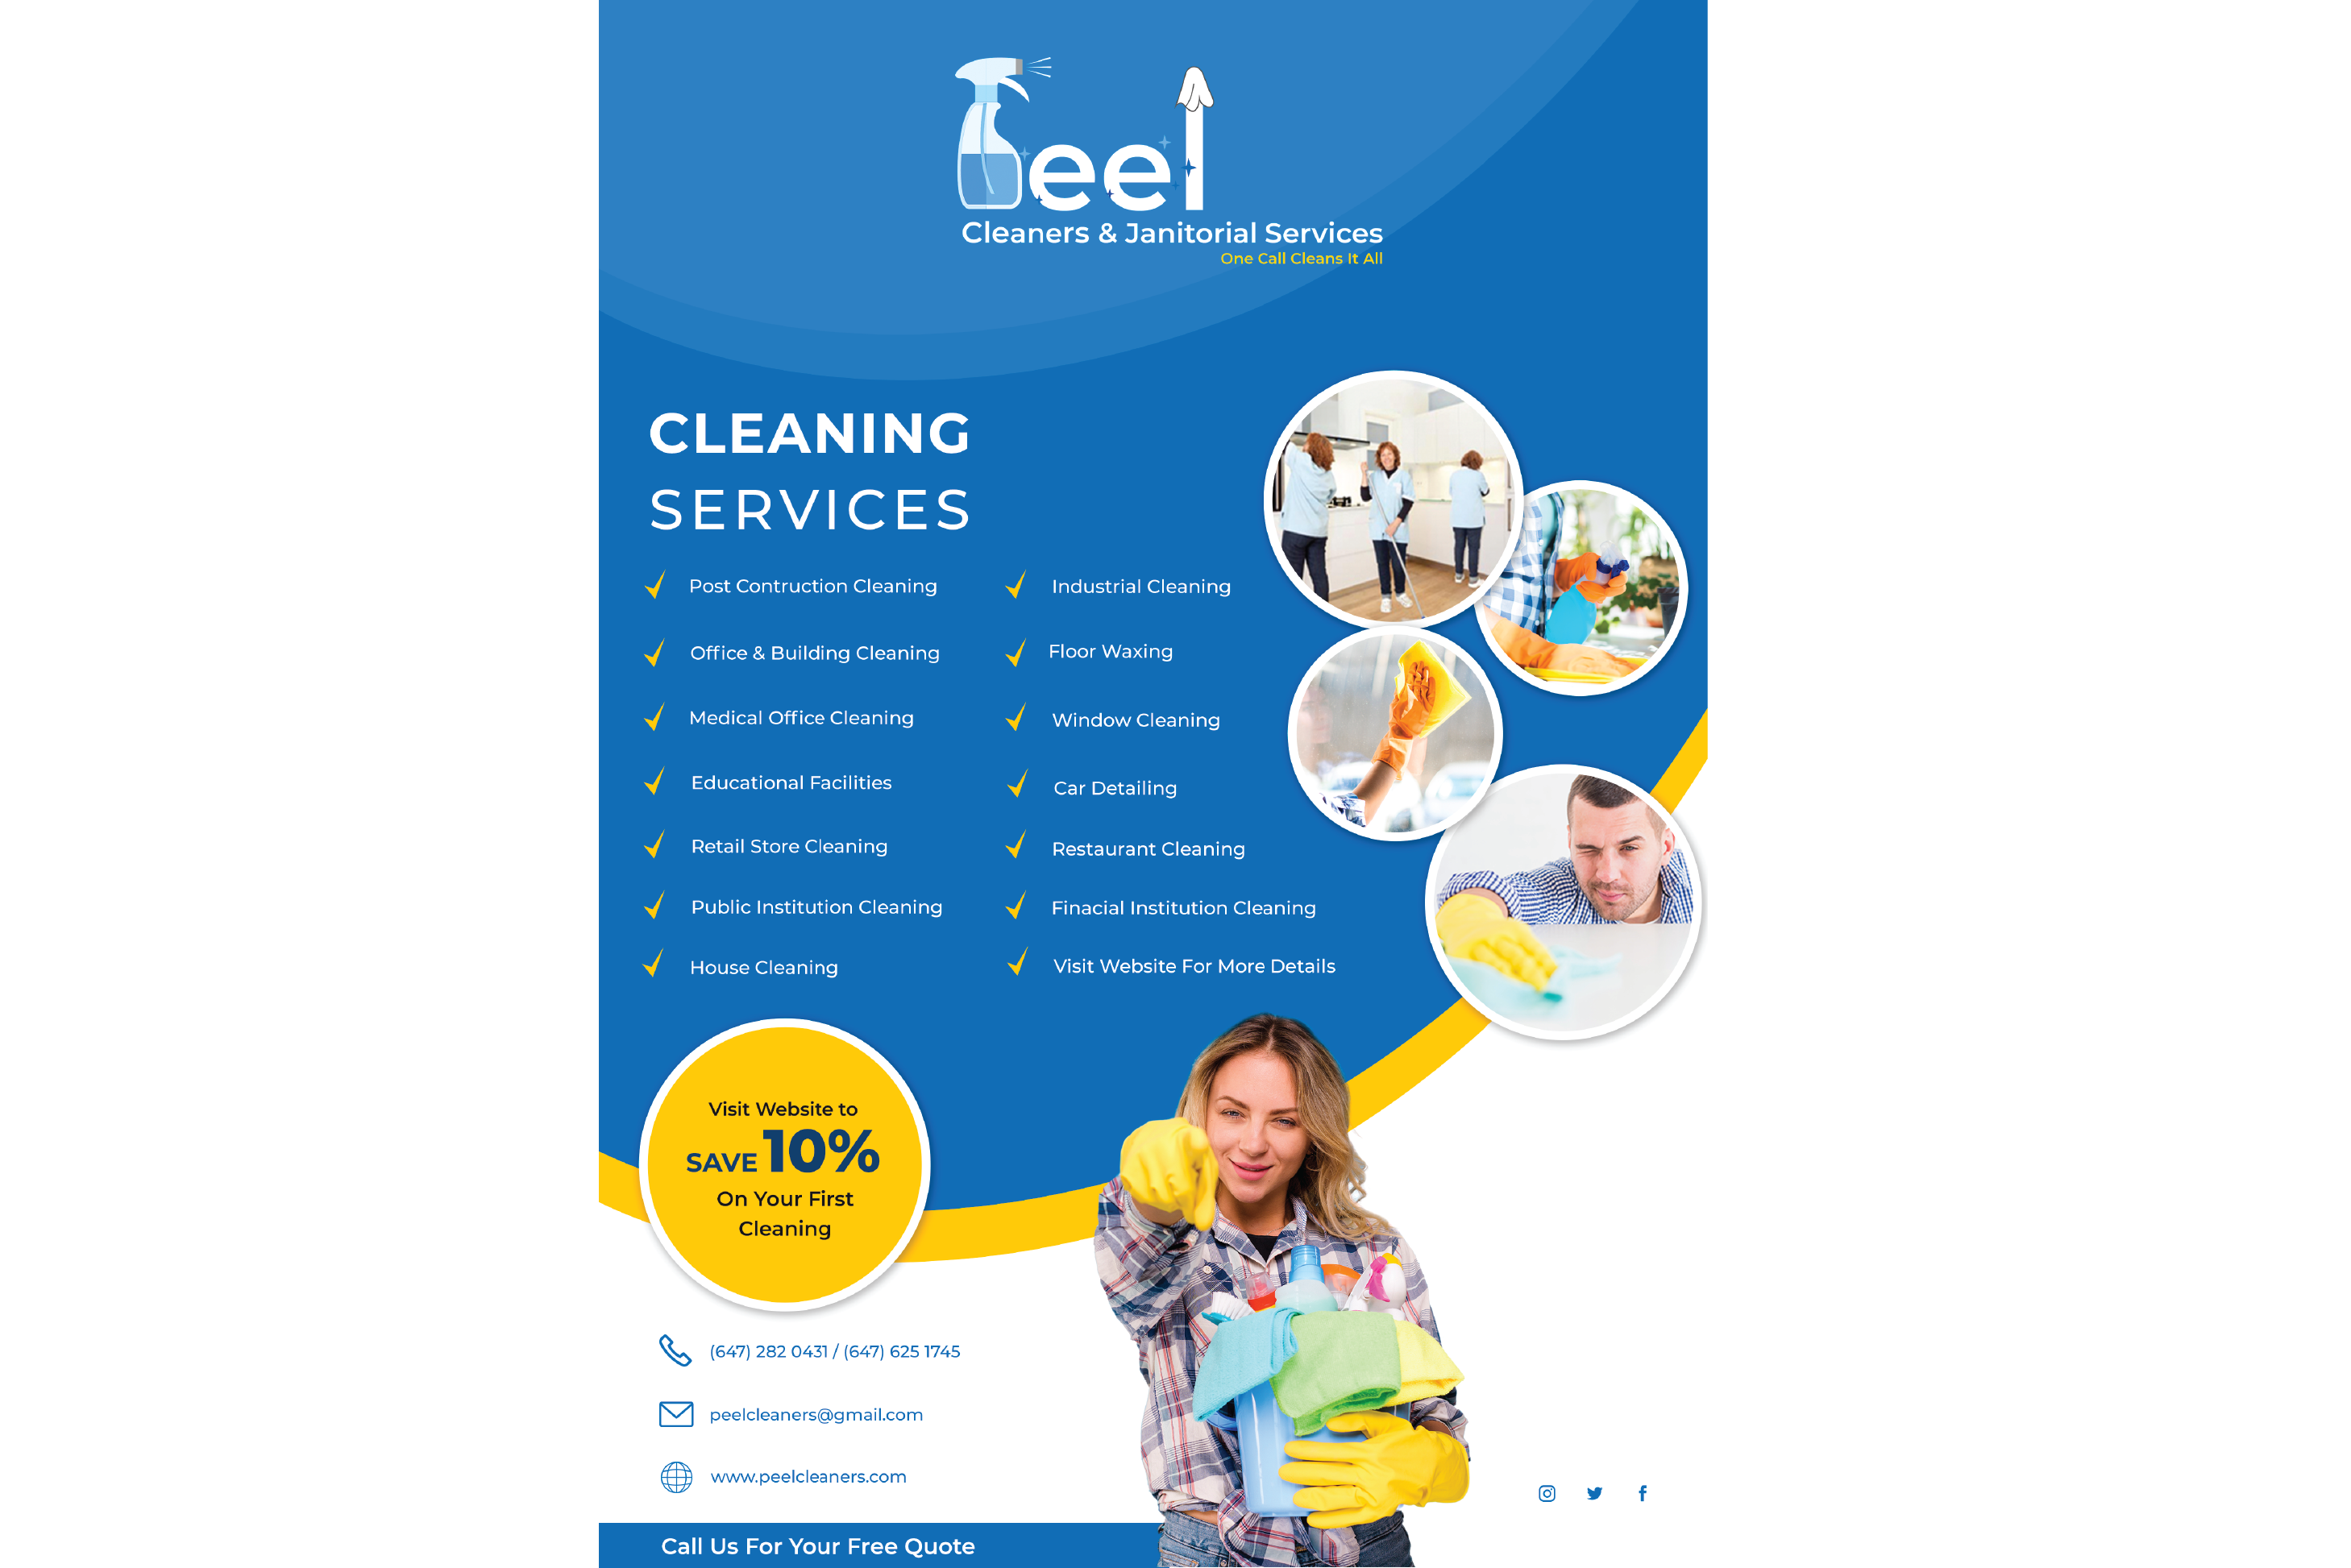 Peel
Cleaners & Janitorial Services
One Call Cleans It All
CLEANING
SERVICES
Post Contruction Cleaning
Office & Building Cleaning
Medical Office Cleaning
Educational Facilities
Retail Store Cleaning
Public Institution Cleaning
House Cleaning
Industrial Cleaning
Floor Waxing
Window Cleaning
Car Detailing
Restaurant Cleaning
Finacial Institution Cleaning
Visit Website For More Details
Visit Website to
SAVE 10%
On Your First
Cleaning
(647) 282 0431 / (647) 625 1745
peelcleaners@gmail.com
www.peelcleaners.com
Call Us For Your Free Quote